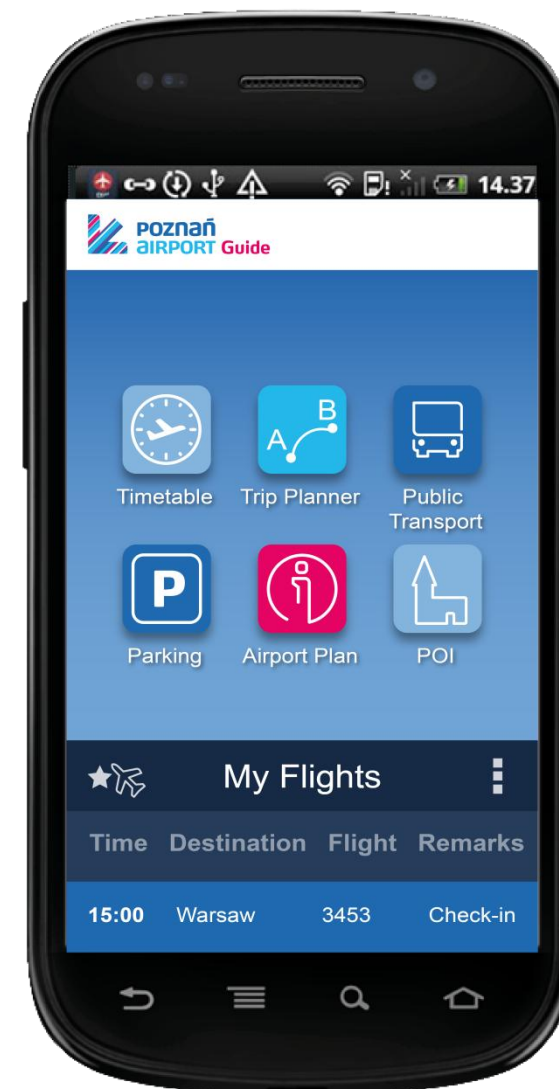 14.37
POZNAŃ
AIRPORT Guide
A B
Timetable Trip Planner Public
Transport
P
Parking Airport Plan POI
My Flights
Time Destination Flight Remarks
15:00 Warsaw 3453 Check-in